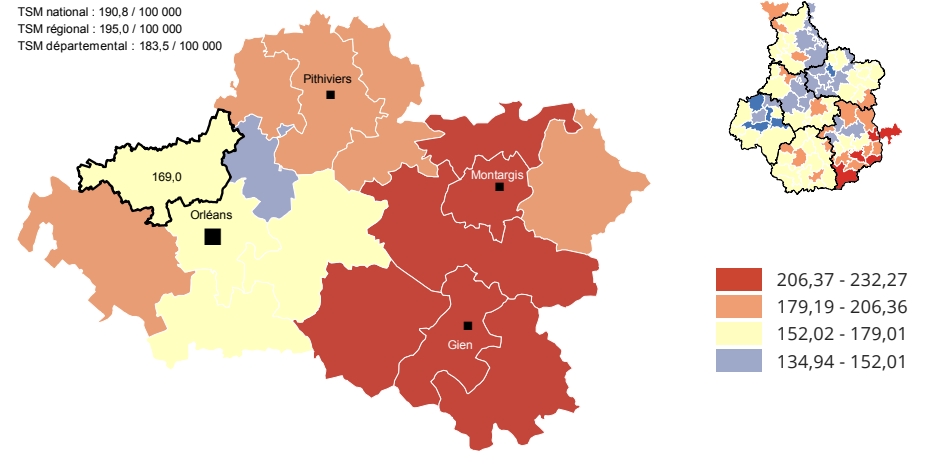 TSM national : 190,8 / 100 000
TSM régional : 195,0 / 100 000
TSM départemental : 183,5 / 100 000
Pithiviers
169,0
Montargis
Orléans
Gien
206,37 - 232,27
179,19 - 206,36
152,02 - 179,01
134,94 - 152,01